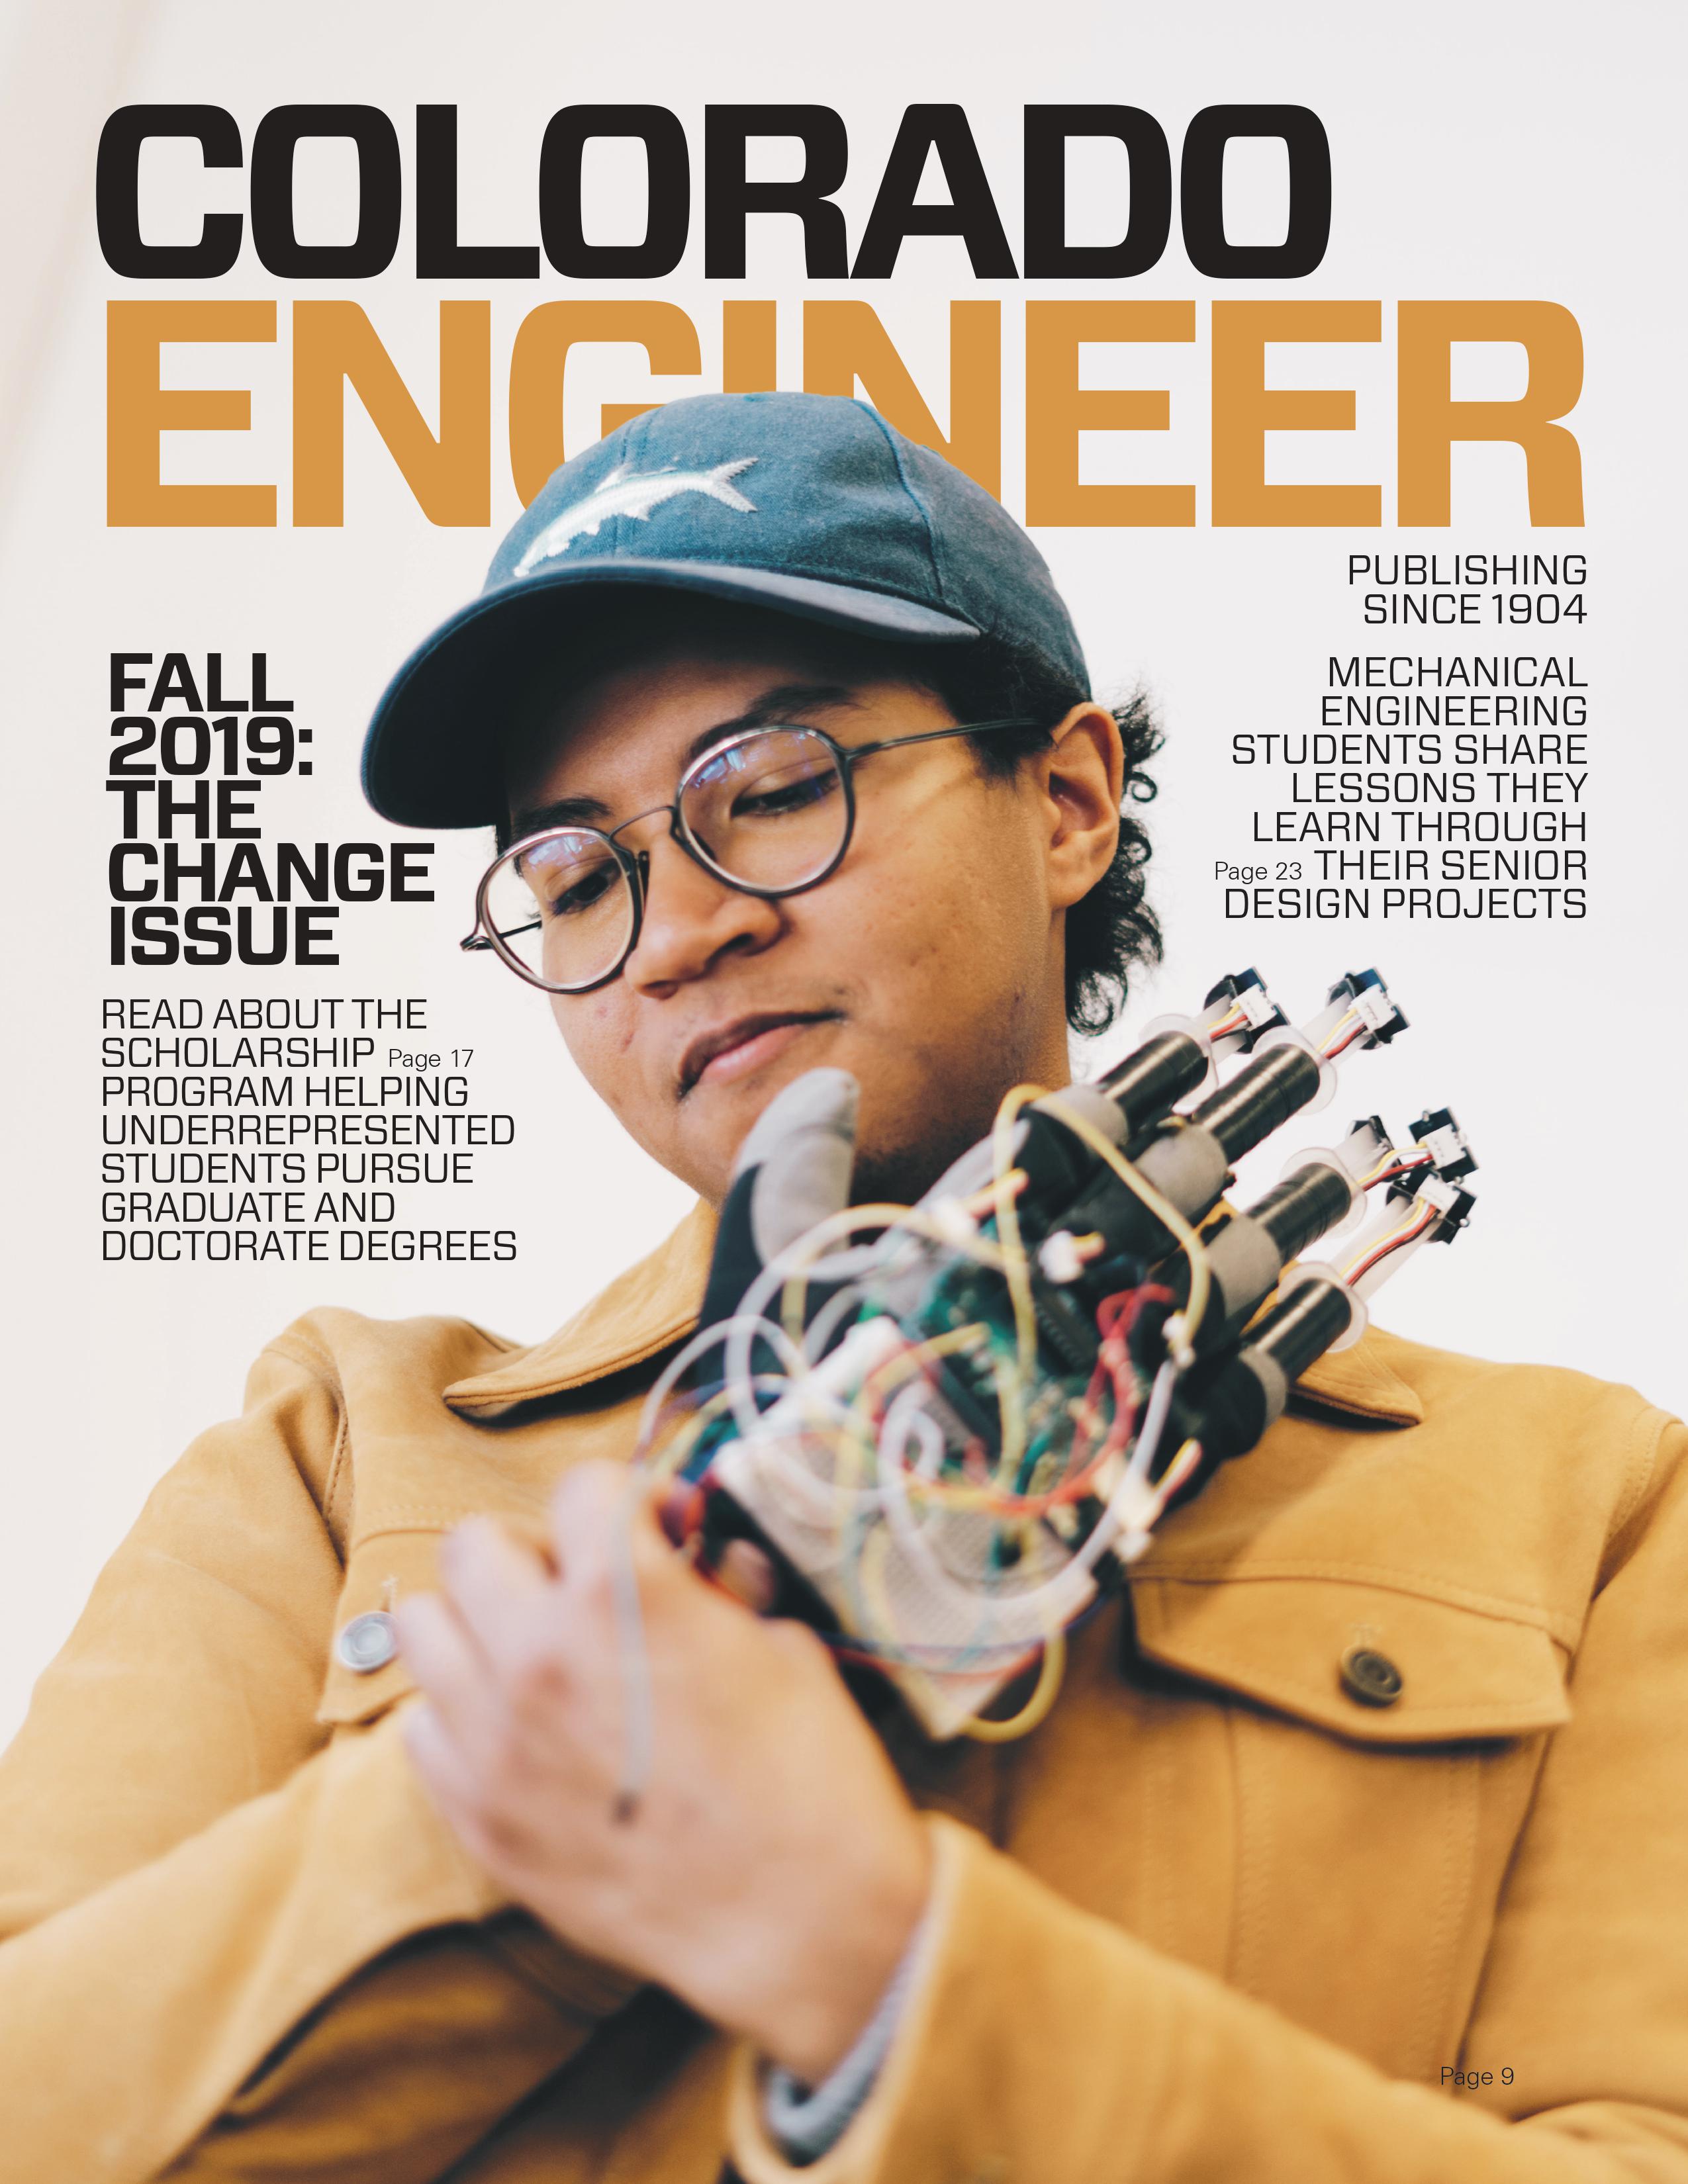 COLORADO
ENGINEER
PUBLISHING
SINCE 1904
FALL
2019:
THE
CHANGE
ISSUE
READ ABOUT THE
SCHOLARSHIP Page 17
PROGRAM HELPING
UNDERREPRESENTED
STUDENTS PURSUE
GRADUATE AND
DOCTORATE DEGREES
MECHANICAL
ENGINEERING
STUDENTS SHARE
LESSONS THEY
LEARN THROUGH
Page 23 THEIR SENIOR
DESIGN PROJECTS
Page 9